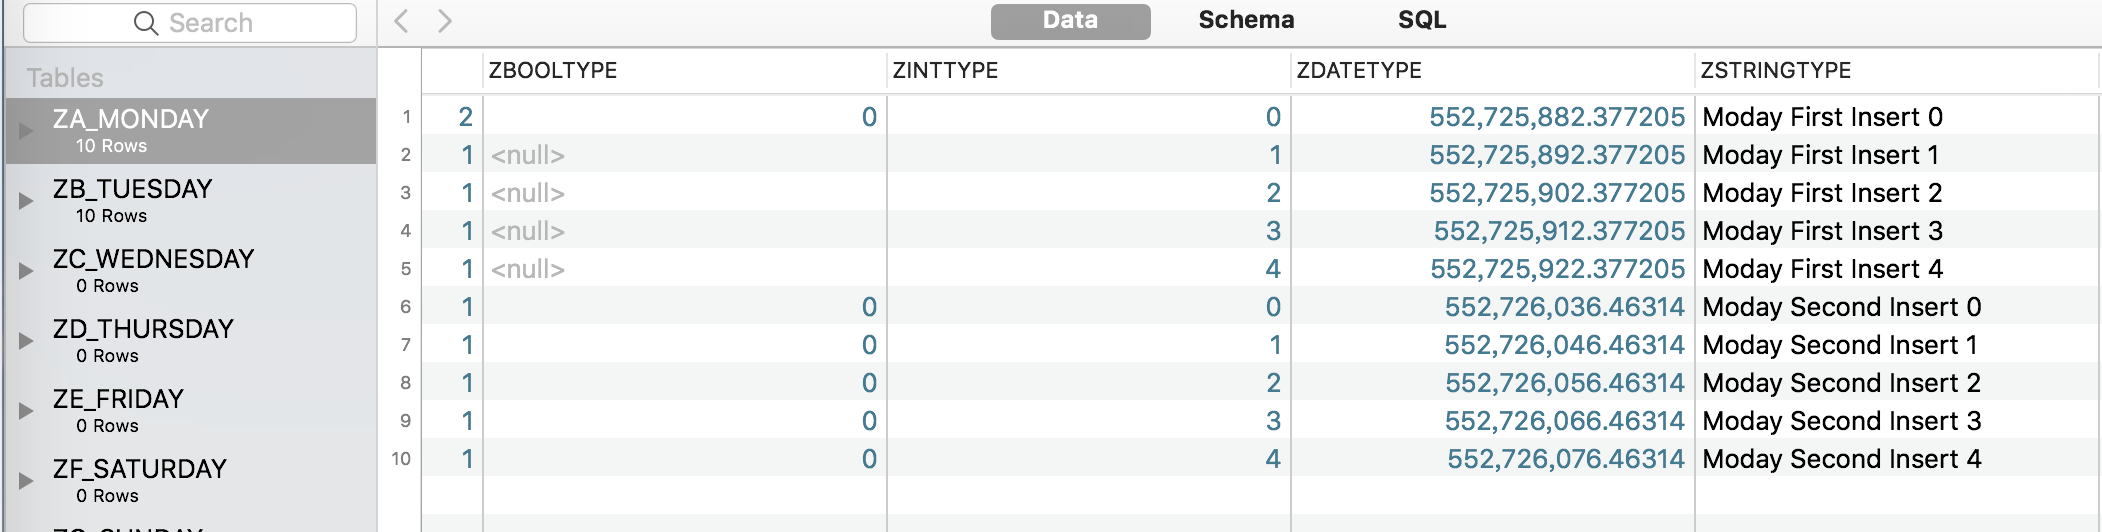 Search
Data Schema SQL
Tables
ZA_MONDAY
10 Rows
ZB_TUESDAY
10 Rows
ZC_WEDNESDAY
0 Rows
ZD_THURSDAY
0 Rows
ZE_FRIDAY
0 Rows
ZF_SATURDAY
0 Rows
ZBOOLTYPE ZINTTYPE ZDATETYPE ZSTRINGTYPE
1 2 0 0 552,725,882.377205 Moday First Insert 0
2 1 <null> 1 552,725,892.377205 Moday First Insert 1
3 1 <null> 2 552,725,902.377205 Moday First Insert 2
4 1 <null> 3 552,725,912.377205 Moday First Insert 3
5 1 <null> 4 552,725,922.377205 Moday First Insert 4
6 1 0 0 552,726,036.46314 Moday Second Insert 0
7 1 0 1 552,726,046.46314 Moday Second Insert 1
8 1 0 2 552,726,056.46314 Moday Second Insert 2
9 1 0 3 552,726,066.46314 Moday Second Insert 3
10 1 0 4 552,726,076.46314 Moday Second Insert 4